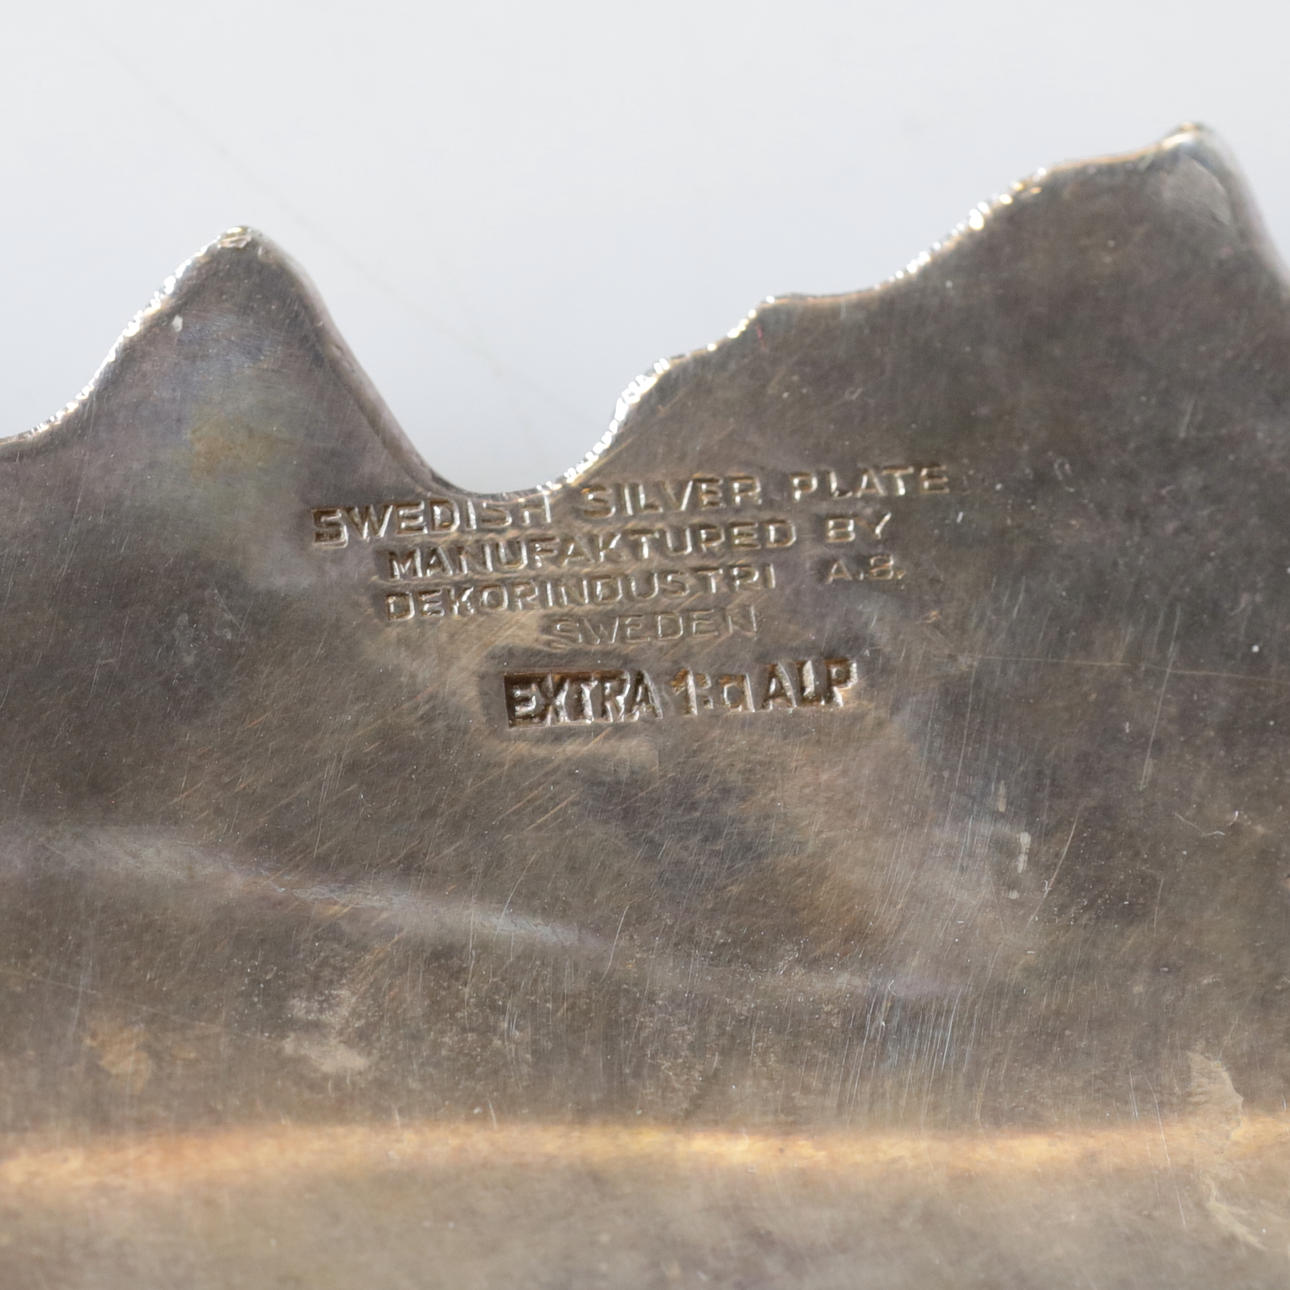 SWEDISH SILVER PLATE
MANUFAKTURED BY
DEKORINDUSTRI A.B.
SWEDEN
EXTRA 1:a ALP